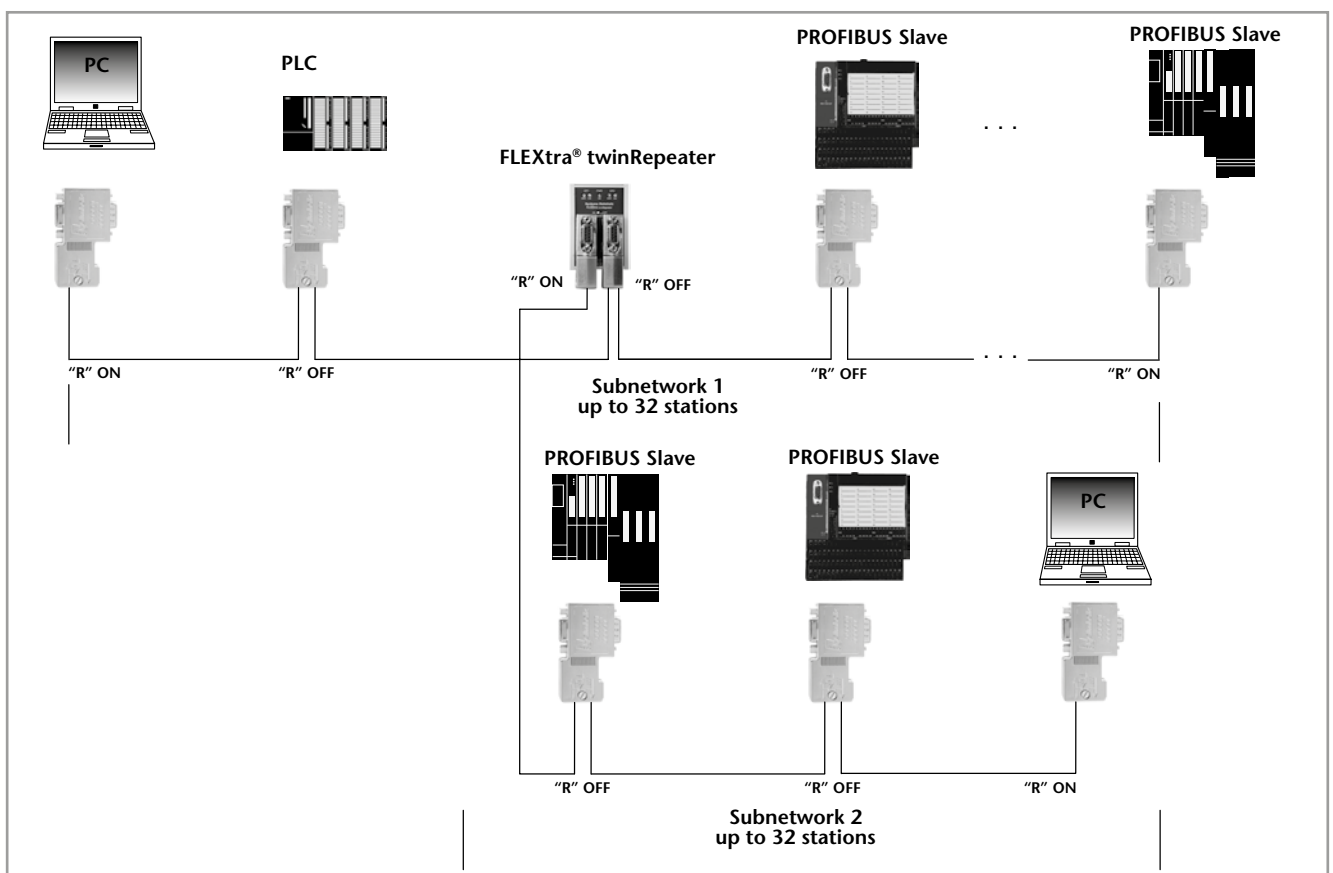 PC
PLC
PROFIBUS Slave
PROFIBUS Slave
. . .
FLEXtra® twinRepeater
“R” ON
“R” OFF
“R” ON
“R” OFF
“R” OFF
. . .
“R” ON
Subnetwork 1
up to 32 stations
PROFIBUS Slave
PROFIBUS Slave
PC
“R” OFF
“R” OFF
“R” ON
Subnetwork 2
up to 32 stations